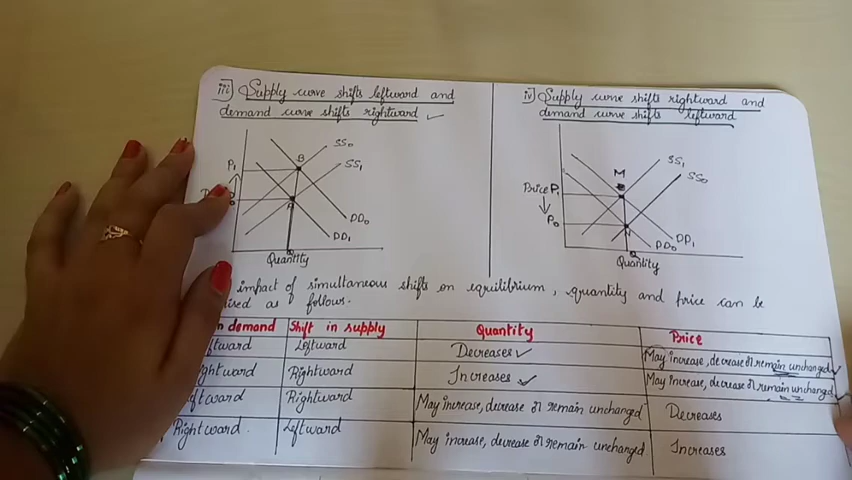 iii] Supply curve shifts leftward and
demand curve shifts rightward
SS0
SS1
B
P1
A
DD0
DD1
Quantity
iv] Supply curve shifts rightward and
demand curve shifts leftward
SS1
SS0
M
Price P1
P0
N
DD1
DD0
Quantity
impact of simultaneous shifts on equilibrium, quantity and price can be
as follows.
demand Shift in supply Quantity Price
Leftward Decreases May increase, decrease or remain unchanged
Rightward Increases May increase, decrease or remain unchanged
Rightward May increase, decrease or remain unchanged Decreases
Rightward Leftward May increase, decrease or remain unchanged Increases